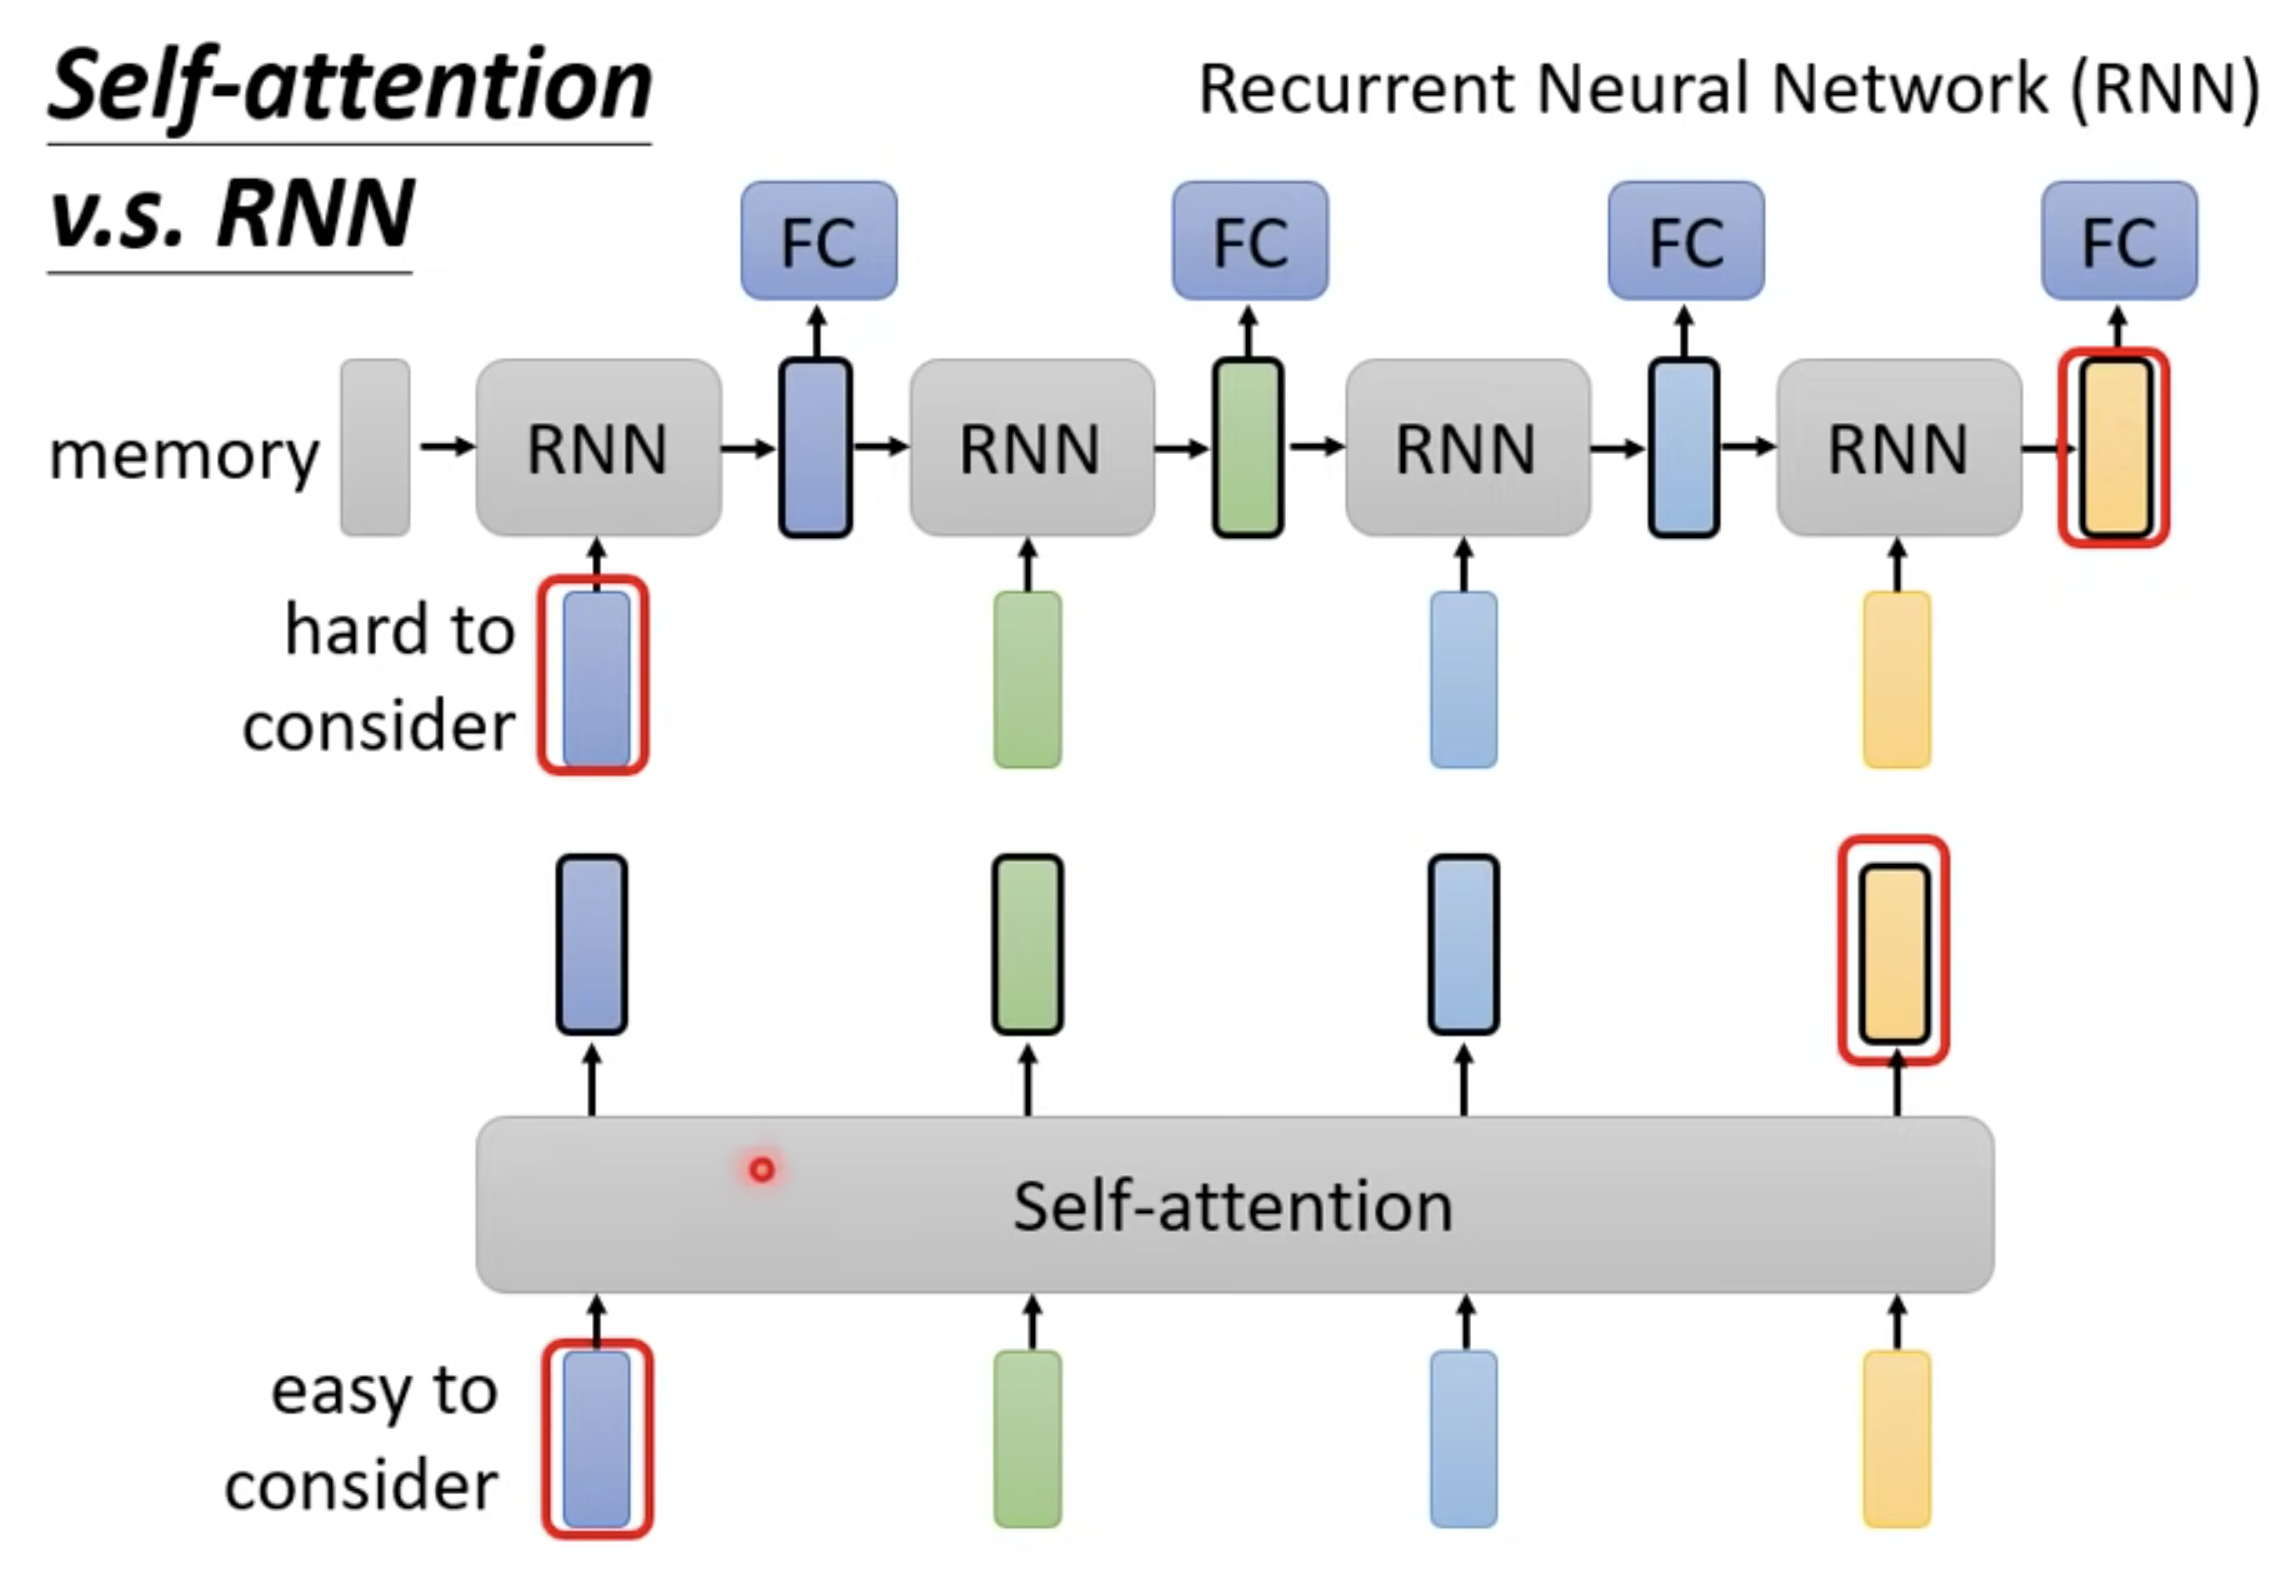 Self-attention
v.s. RNN
Recurrent Neural Network (RNN)
FC
FC
FC
FC
memory
RNN
RNN
RNN
RNN
hard to
consider
Self-attention
easy to
consider